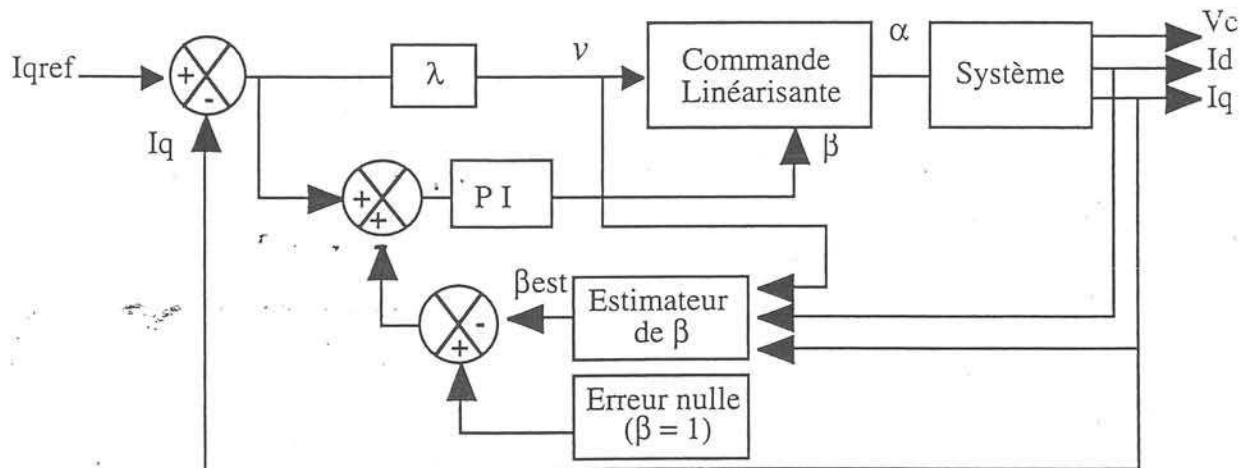 Iqref
+
-
Iq
λ
ν
Commande
Linéarisante
α
Système
Vc
Id
Iq
β
+
+
P I
βest
-
+
Estimateur
de β
Erreur nulle
(β = 1)